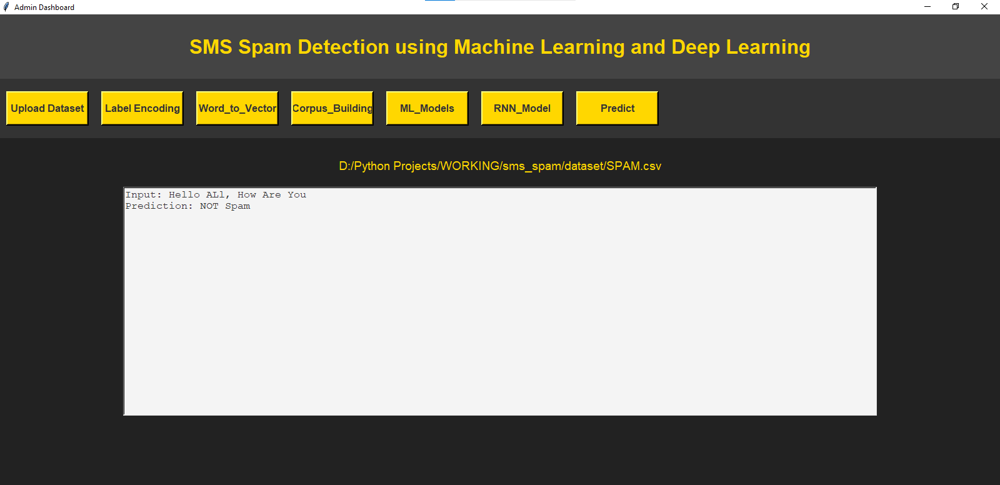 Admin Dashboard
SMS Spam Detection using Machine Learning and Deep Learning
Upload Dataset Label Encoding Word_to_Vector Corpus_Building ML_Models RNN_Model Predict
D:/Python Projects/WORKING/sms_spam/dataset/SPAM.csv
Input: Hello ALl, How Are You
Prediction: NOT Spam